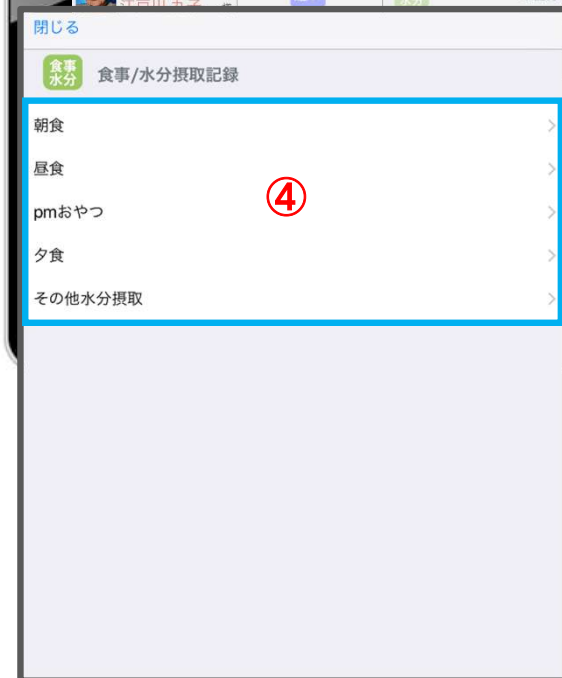 閉じる
食事
水分
食事/水分摂取記録
朝食
昼食
④
pmおやつ
夕食
その他水分摂取